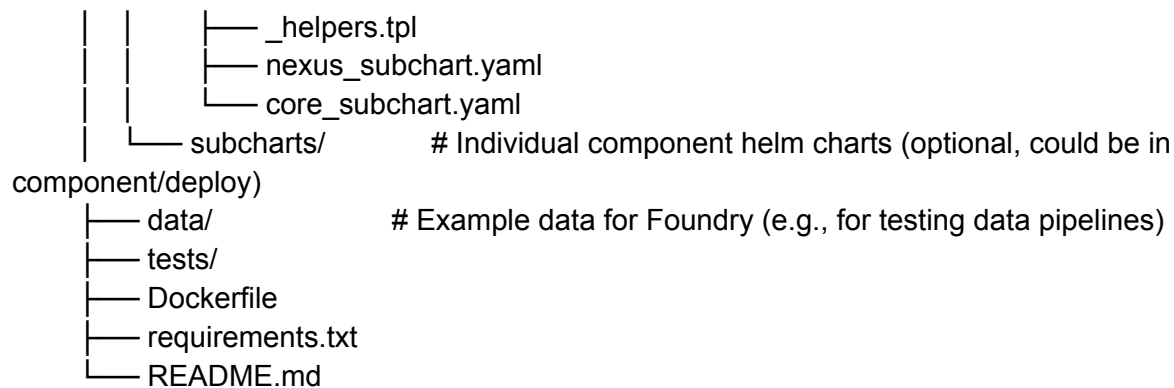 │ │ ├── _helpers.tpl
│ │ ├── nexus_subchart.yaml
│ │ └── core_subchart.yaml
│ └── subcharts/ # Individual component helm charts (optional, could be in
component/deploy)
├── data/ # Example data for Foundry (e.g., for testing data pipelines)
├── tests/
├── Dockerfile
├── requirements.txt
└── README.md